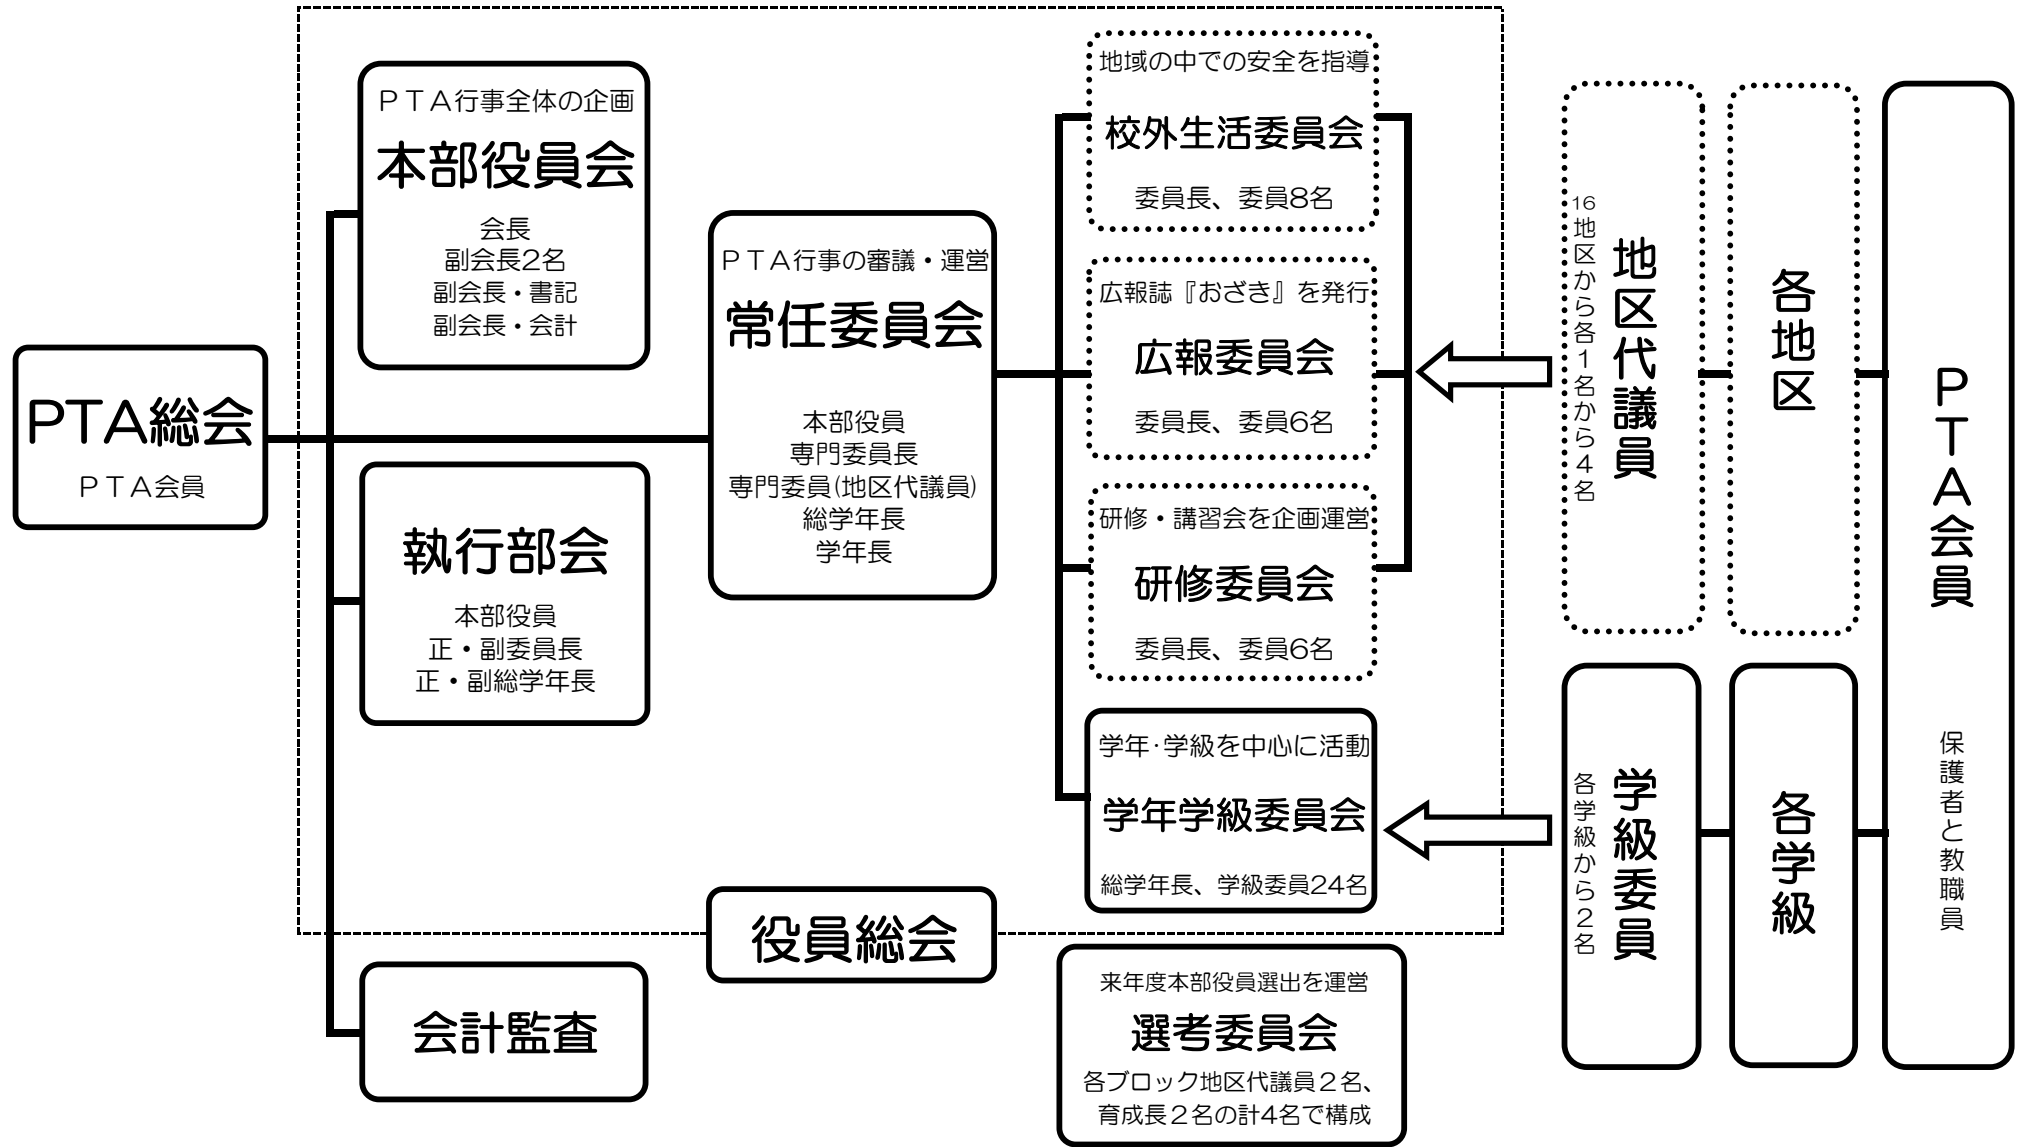 PTA総会
ＰＴＡ会員
ＰＴＡ行事全体の企画
本部役員会
会長
副会長2名
副会長・書記
副会長・会計
執行部会
本部役員
正・副委員長
正・副総学年長
会計監査
ＰＴＡ行事の審議・運営
常任委員会
本部役員
専門委員長
専門委員(地区代議員)
総学年長
学年長
役員総会
地域の中での安全を指導
校外生活委員会
委員長、委員8名
広報誌『おざき』を発行
広報委員会
委員長、委員6名
研修・講習会を企画運営
研修委員会
委員長、委員6名
学年・学級を中心に活動
学年学級委員会
総学年長、学級委員24名
来年度本部役員選出を運営
選考委員会
各ブロック地区代議員２名、
育成長２名の計4名で構成
16地区から各１名から４名
地区代議員
各学級から２名
学級委員
各地区
各学級
ＰＴＡ会員
保護者と教職員